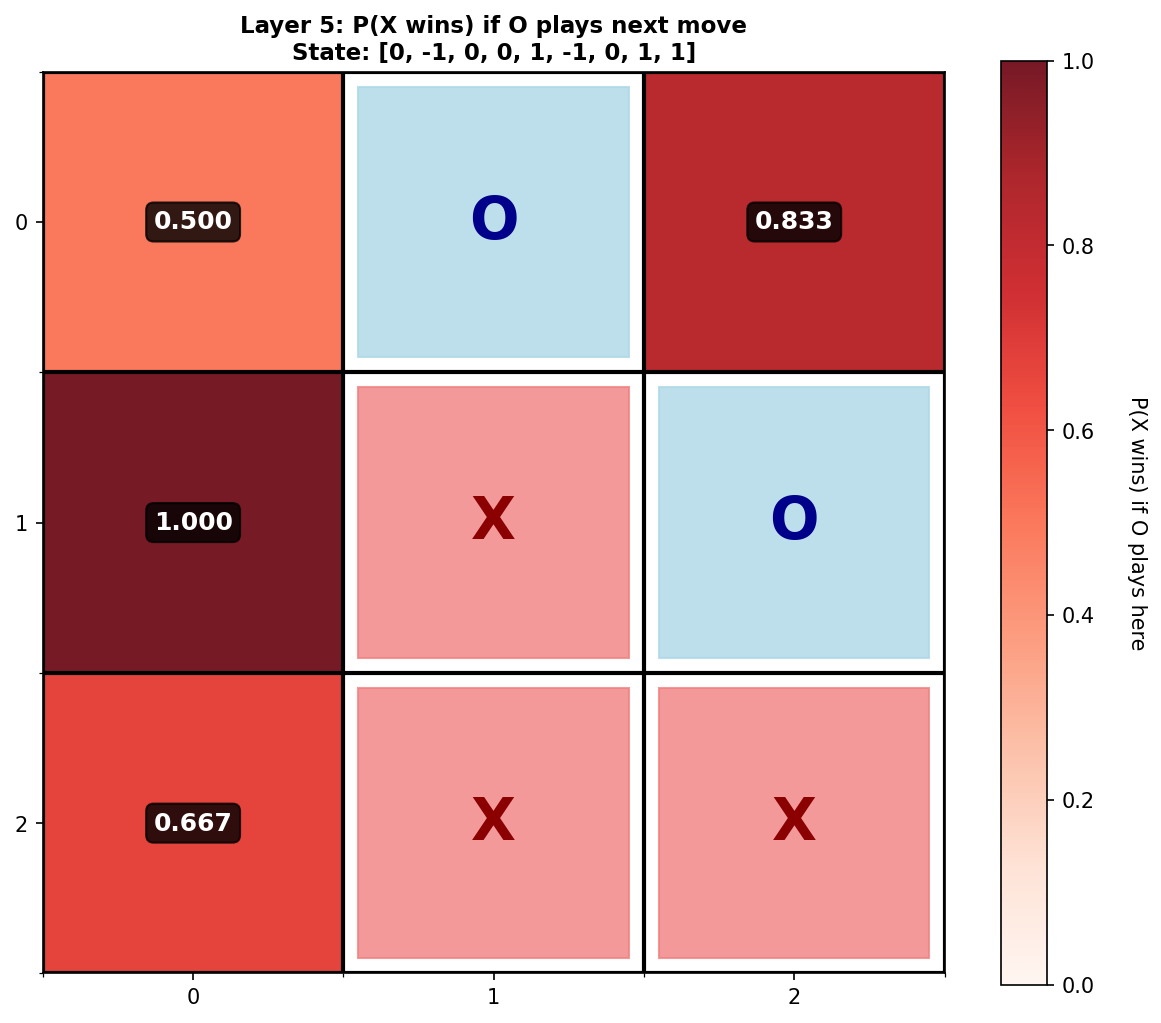 Layer 5: P(X wins) if O plays next move
State: [0, -1, 0, 0, 1, -1, 0, 1, 1]
0.500
O
0.833
1.000
X
O
0.667
X
X
0
1
2
0
1
2
1.0
0.8
0.6
0.4
0.2
0.0
P(X wins) if O plays here